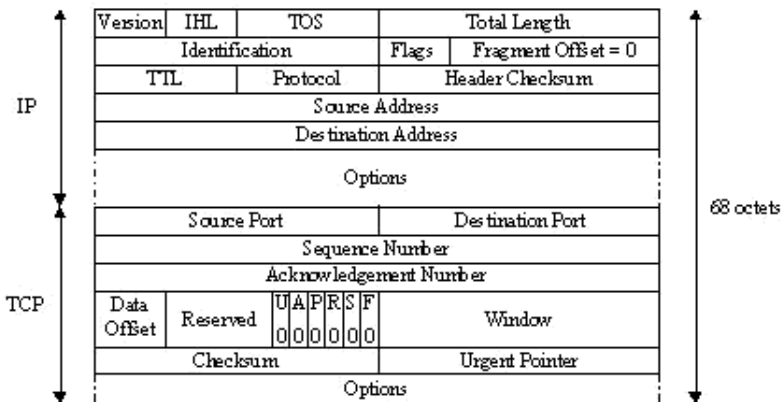 Version IHL TOS Total Length
Identification Flags Fragment Offset = 0
TTL Protocol Header Checksum
IP
Source Address
Destination Address
Options
68 octets
Source Port Destination Port
Sequence Number
Acknowledgement Number
TCP
Data Offset Reserved U A P R S F Window
0 0 0 0 0 0
Checksum Urgent Pointer
Options